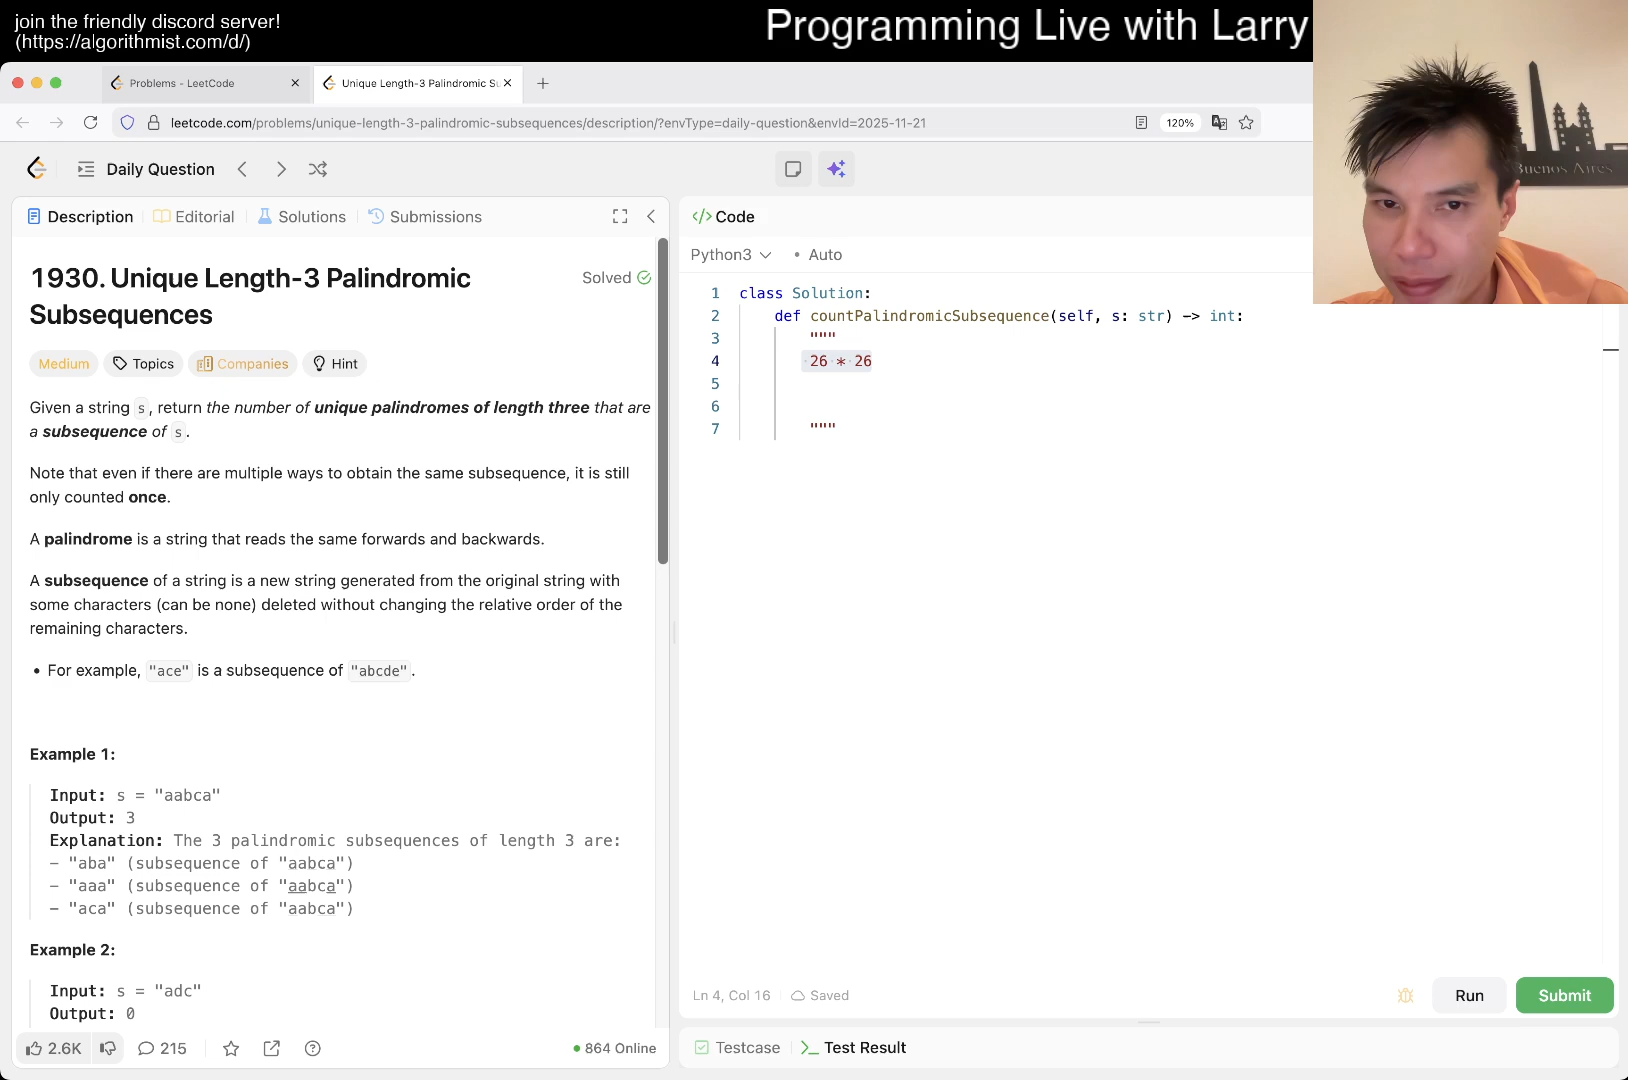 join the friendly discord server!
(https://algorithmist.com/d/)
Programming Live with Larry
Problems - LeetCode
Unique Length-3 Palindromic Su
leetcode.com/problems/unique-length-3-palindromic-subsequences/description/?envType=daily-question&envId=2025-11-21
120%
Buenos Aires
Daily Question
Description
Editorial
Solutions
Submissions
1930. Unique Length-3 Palindromic
Subsequences
Solved
Medium
Topics
Companies
Hint
Given a string s, return the number of unique palindromes of length three that are
a subsequence of s.
Note that even if there are multiple ways to obtain the same subsequence, it is still
only counted once.
A palindrome is a string that reads the same forwards and backwards.
A subsequence of a string is a new string generated from the original string with
some characters (can be none) deleted without changing the relative order of the
remaining characters.
• For example, "ace" is a subsequence of "abcde".
Example 1:
Input: s = "aabca"
Output: 3
Explanation: The 3 palindromic subsequences of length 3 are:
- "aba" (subsequence of "aabca")
- "aaa" (subsequence of "aabca")
- "aca" (subsequence of "aabca")
Example 2:
Input: s = "adc"
Output: 0
2.6K
215
864 Online
</> Code
Python3
• Auto
1 class Solution:
2 def countPalindromicSubsequence(self, s: str) -> int:
3 """
4 26 * 26
5
6
7 """
Ln 4, Col 16
Saved
Run
Submit
Testcase
>_ Test Result